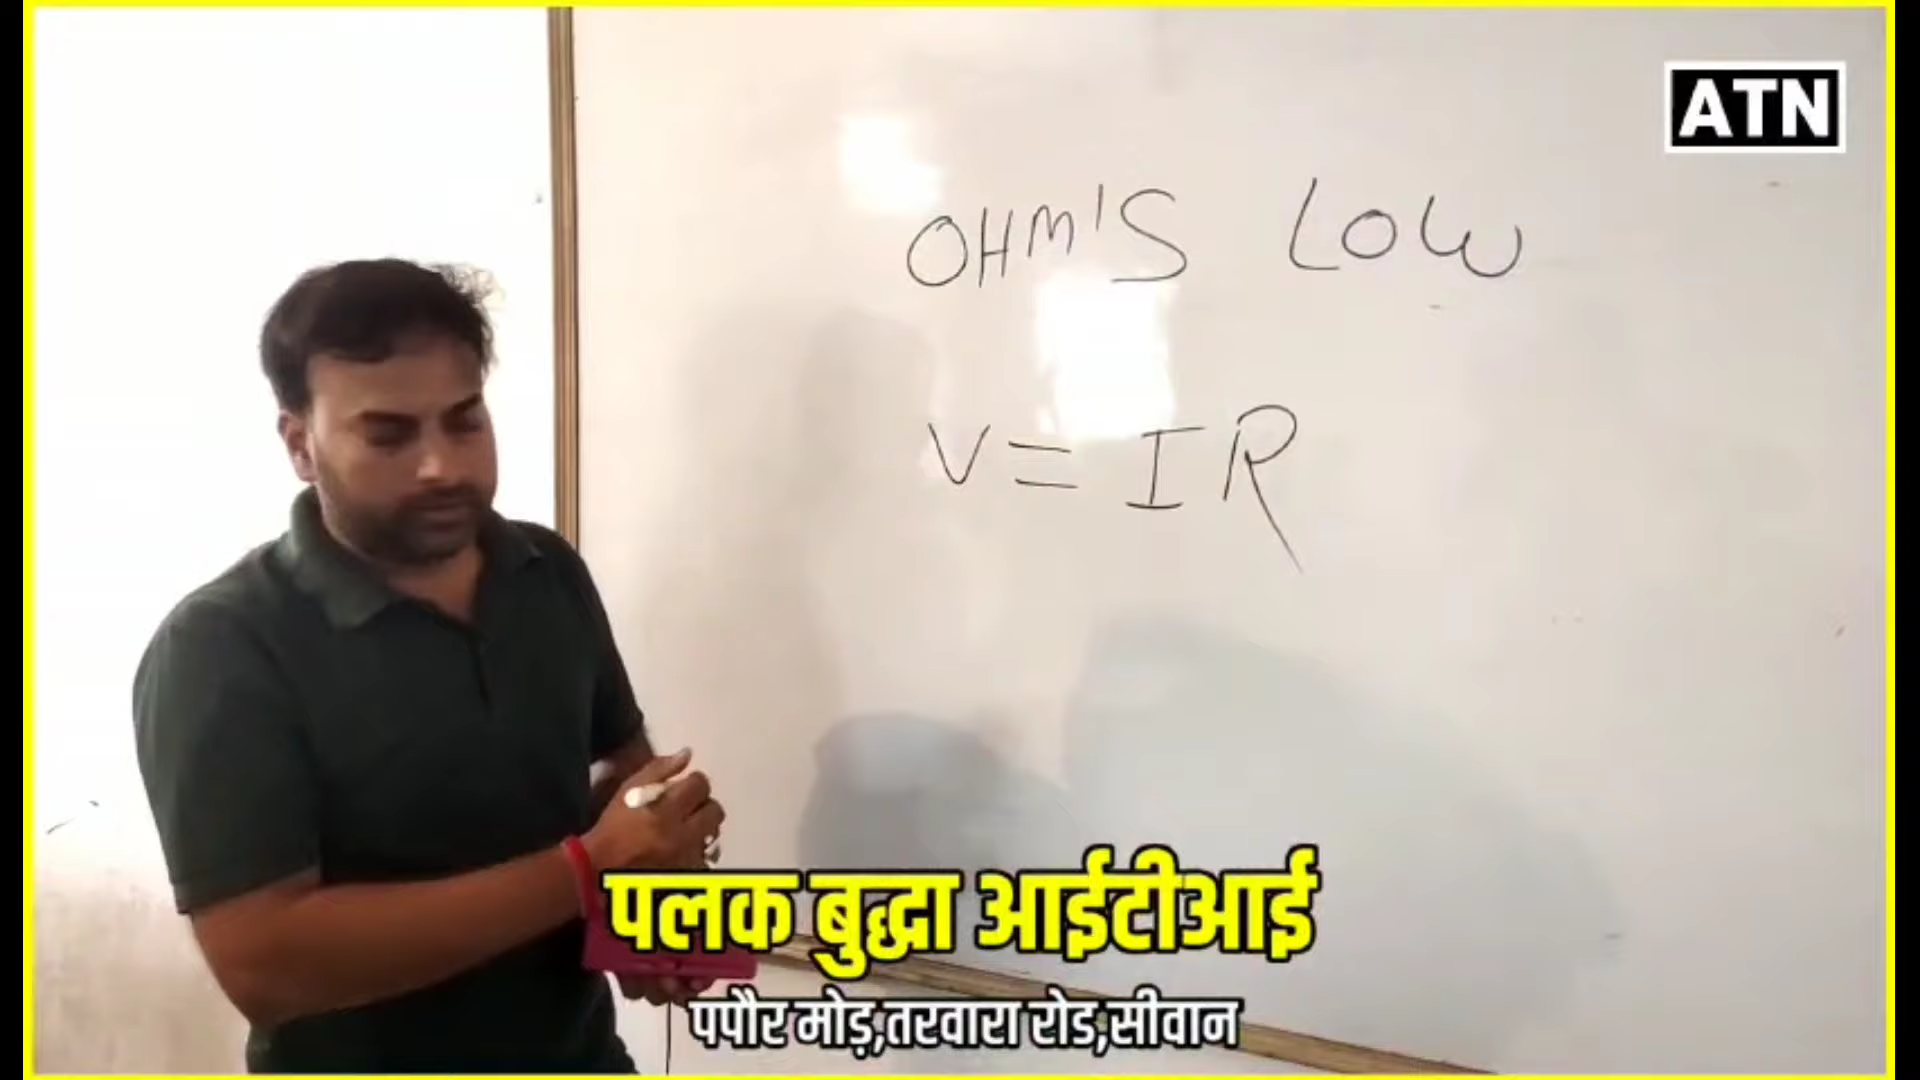 ATN
OHM'S LOW
V = IR
पलक बुद्धा आईटीआई
पपौर मोड़,तरवारा रोड,सीवान